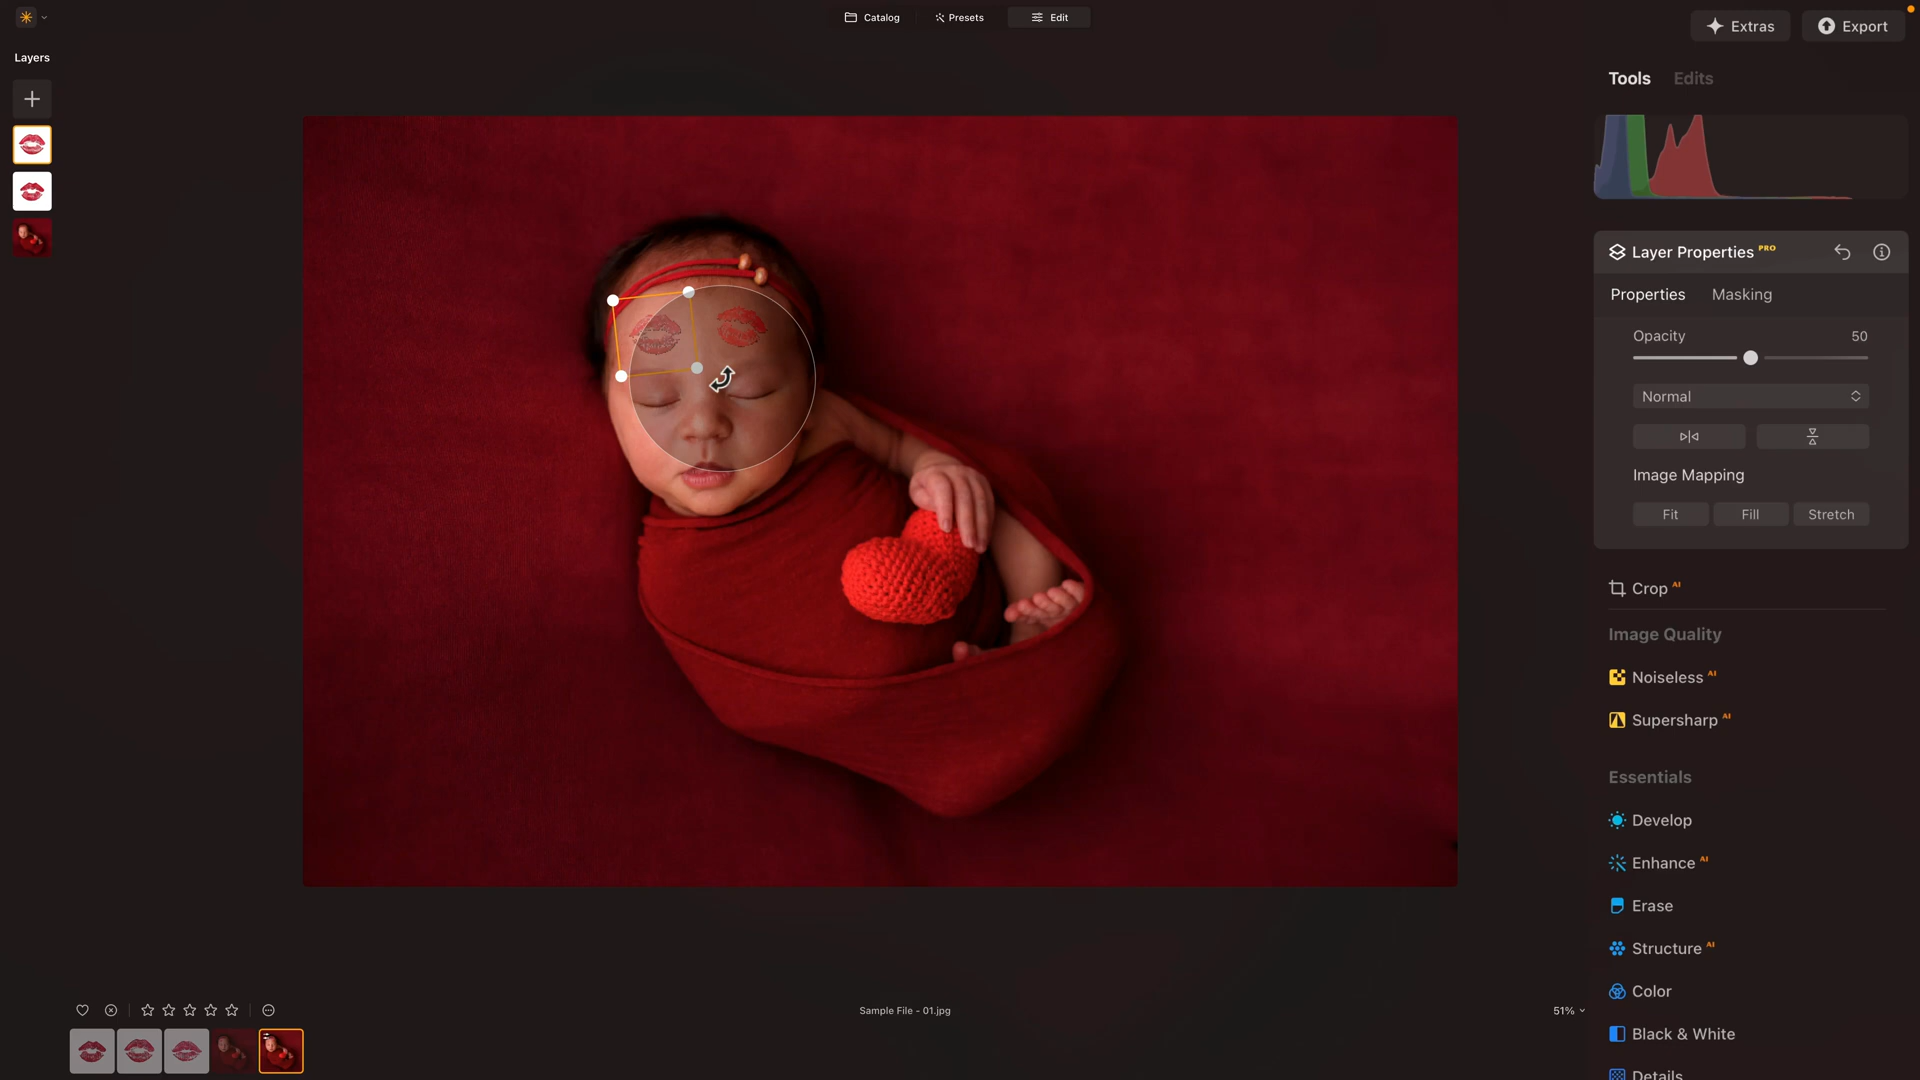 Catalog
Presets
Edit
Extras
Export
Layers
Tools
Edits
Layer Properties PRO
Properties
Masking
Opacity
50
Normal
Image Mapping
Fit
Fill
Stretch
Crop AI
Image Quality
Noiseless AI
Supersharp AI
Essentials
Develop
Enhance AI
Erase
Structure AI
Color
Black & White
Details
Sample File - 01.jpg
51%